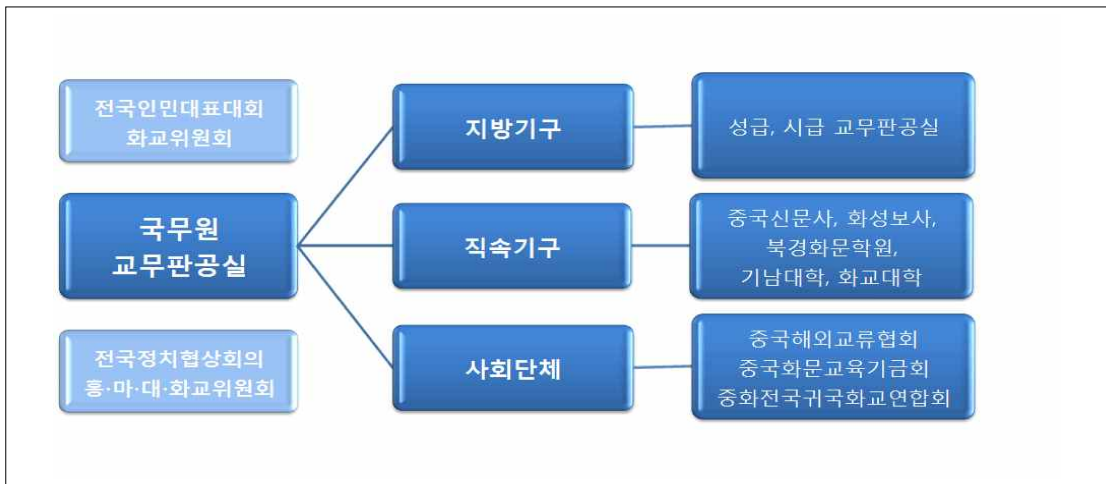 전국인민대표대회
화교위원회
국무원
교무판공실
전국정치협상회의
홍·마·대·화교위원회
지방기구
직속기구
사회단체
성급, 시급 교무판공실
중국신문사, 화성보사,
북경화문학원,
기남대학, 화교대학
중국해외교류협회
중국화문교육기금회
중화전국귀국화교연합회